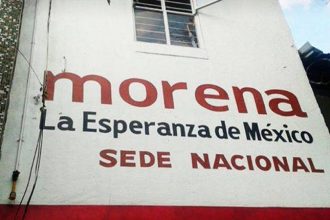 morena
La Esperanza de México
SEDE NACIONAL